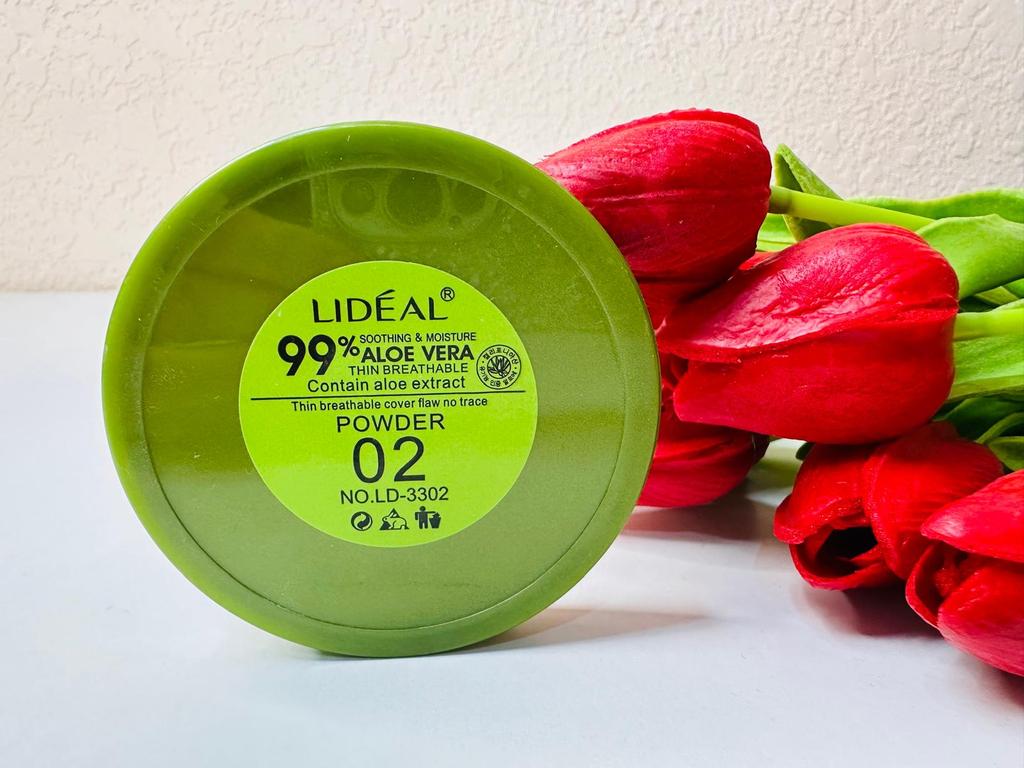 LIDÉAL®
99% SOOTHING & MOISTURE
ALOE VERA
THIN BREATHABLE
Contain aloe extract
Thin breathable cover flaw no trace
POWDER
02
NO.LD-3302